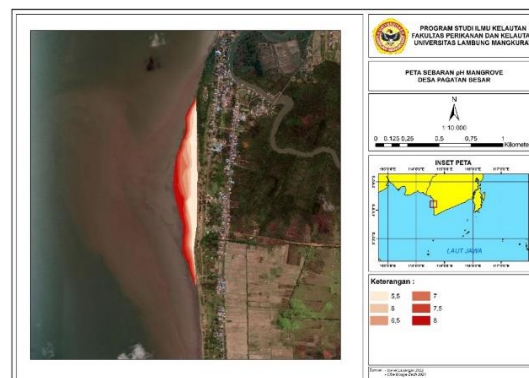 PROGRAM STUDI ILMU KELAUTAN
FAKULTAS PERIKANAN DAN KELAUTAN
UNIVERSITAS LAMBUNG MANGKURAT
PETA SEBARAN pH MANGROVE
DESA PAGATAN BESAR
N
1:10.000
0 0,125 0,25 0,5 0,75 1
Kilometer
INSET PETA
LAUT JAWA
Keterangan :
5,5 7
6 7,5
6,5 8